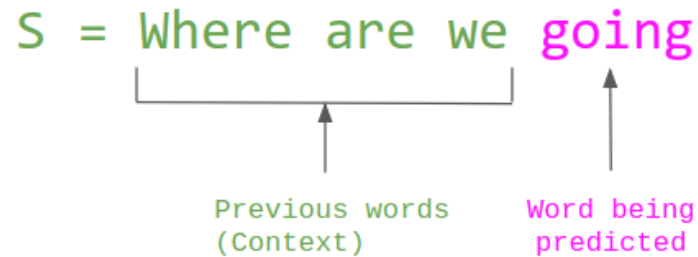 S = Where are we going
Previous words
(Context)
Word being
predicted